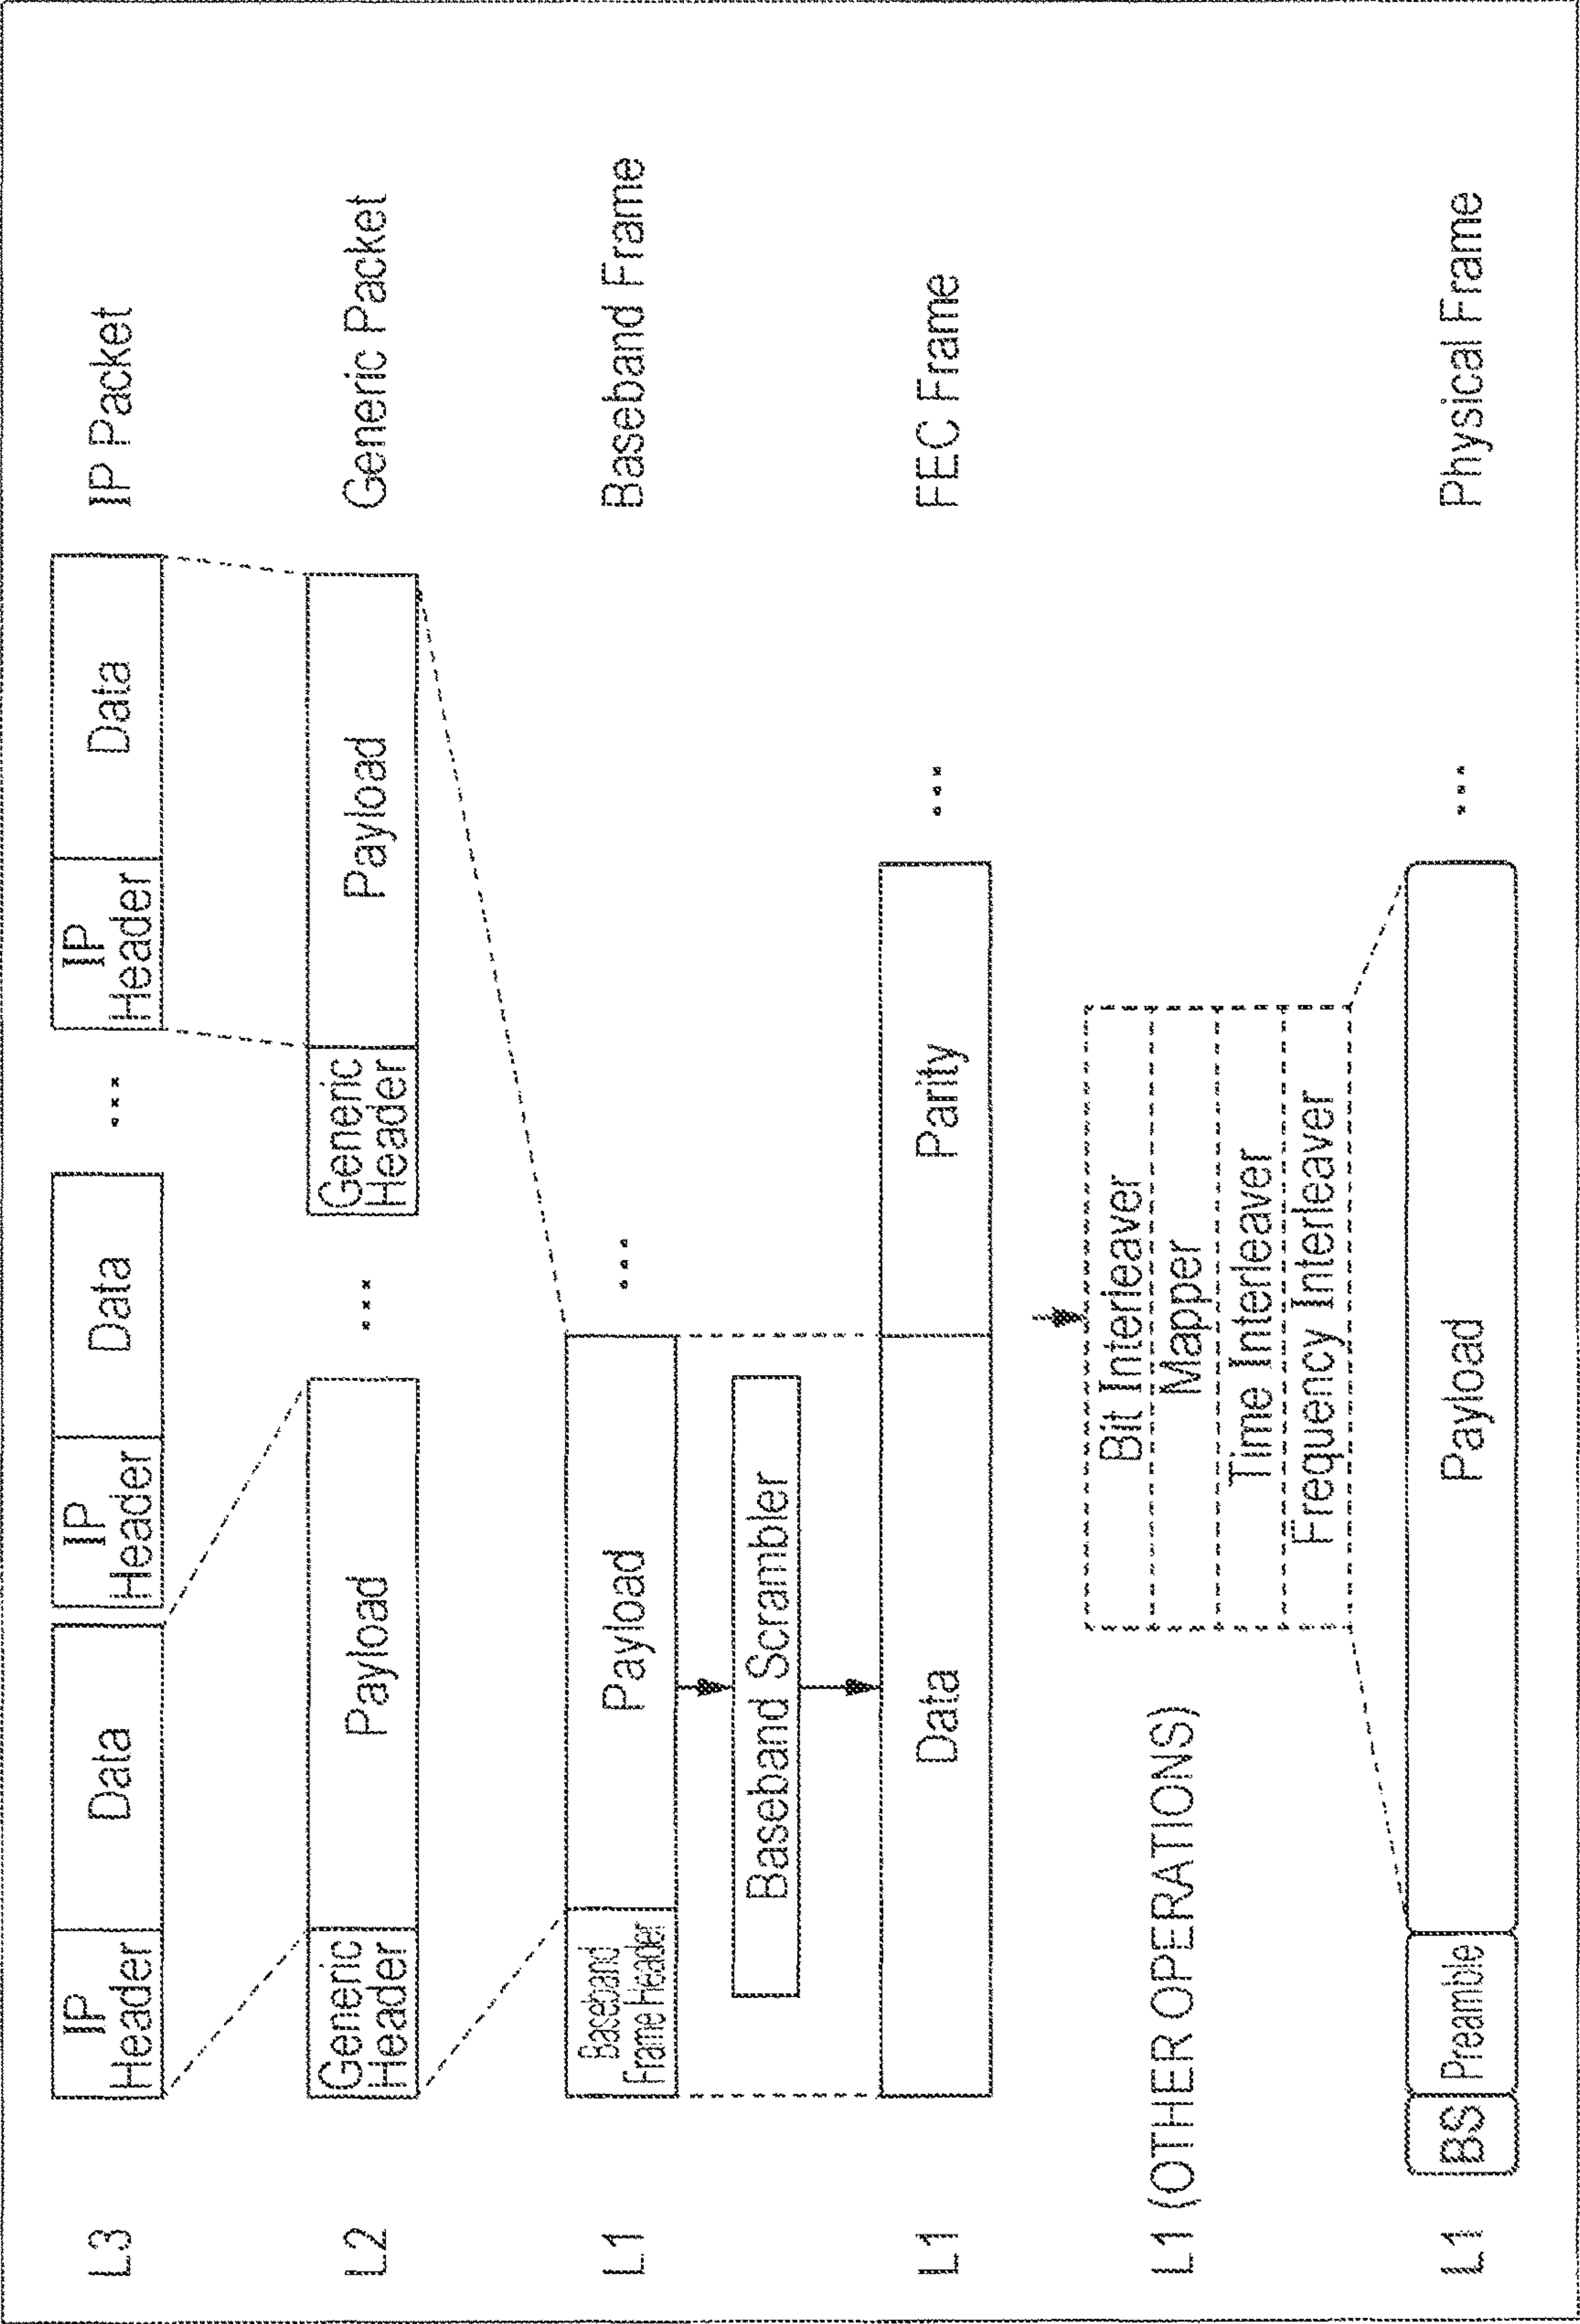 L3
IP
Header
Data
IP
Header
Data
...
IP
Header
Data
IP Packet
L2
Generic
Header
Payload
...
Generic
Header
Payload
Generic Packet
L1
Baseband
Frame Header
Payload
...
Baseband Frame
Baseband Scrambler
L1
Data
Parity
...
FEC Frame
L1 (OTHER OPERATIONS)
Bit Interleaver
Mapper
Time Interleaver
Frequency Interleaver
L1
BS
Preamble
Payload
...
Physical Frame